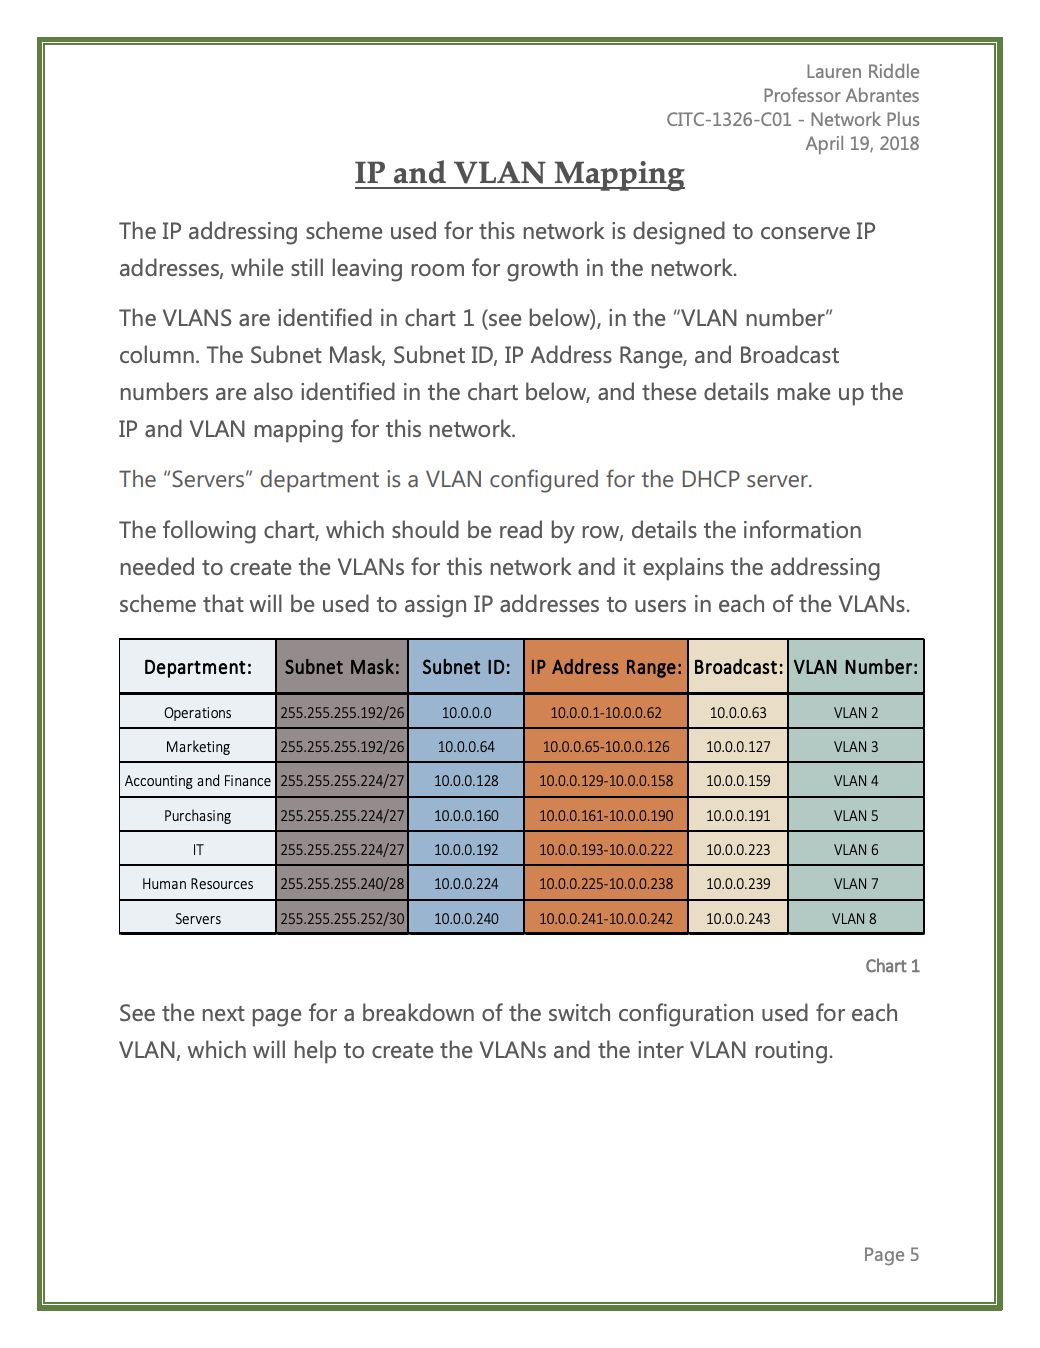 Lauren Riddle
Professor Abrantes
CITC-1326-C01 - Network Plus
April 19, 2018
IP and VLAN Mapping
The IP addressing scheme used for this network is designed to conserve IP
addresses, while still leaving room for growth in the network.
The VLANS are identified in chart 1 (see below), in the “VLAN number”
column. The Subnet Mask, Subnet ID, IP Address Range, and Broadcast
numbers are also identified in the chart below, and these details make up the
IP and VLAN mapping for this network.
The “Servers” department is a VLAN configured for the DHCP server.
The following chart, which should be read by row, details the information
needed to create the VLANs for this network and it explains the addressing
scheme that will be used to assign IP addresses to users in each of the VLANs.
Department: Subnet Mask: Subnet ID: IP Address Range: Broadcast: VLAN Number:
Operations 255.255.255.192/26 10.0.0.0 10.0.0.1-10.0.0.62 10.0.0.63 VLAN 2
Marketing 255.255.255.192/26 10.0.0.64 10.0.0.65-10.0.0.126 10.0.0.127 VLAN 3
Accounting and Finance 255.255.255.224/27 10.0.0.128 10.0.0.129-10.0.0.158 10.0.0.159 VLAN 4
Purchasing 255.255.255.224/27 10.0.0.160 10.0.0.161-10.0.0.190 10.0.0.191 VLAN 5
IT 255.255.255.224/27 10.0.0.192 10.0.0.193-10.0.0.222 10.0.0.223 VLAN 6
Human Resources 255.255.255.240/28 10.0.0.224 10.0.0.225-10.0.0.238 10.0.0.239 VLAN 7
Servers 255.255.255.252/30 10.0.0.240 10.0.0.241-10.0.0.242 10.0.0.243 VLAN 8
Chart 1
See the next page for a breakdown of the switch configuration used for each
VLAN, which will help to create the VLANs and the inter VLAN routing.
Page 5